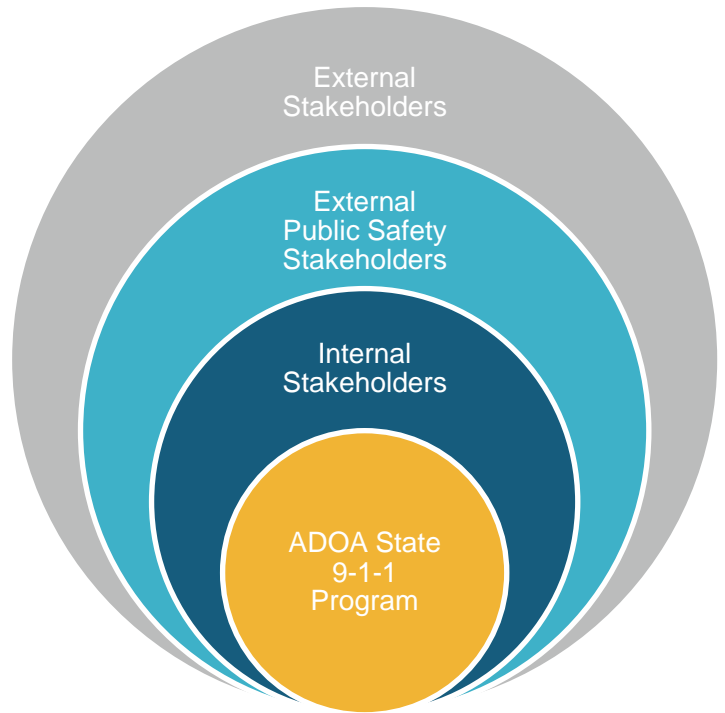 External
Stakeholders
External
Public Safety
Stakeholders
Internal
Stakeholders
ADOA State
9-1-1
Program